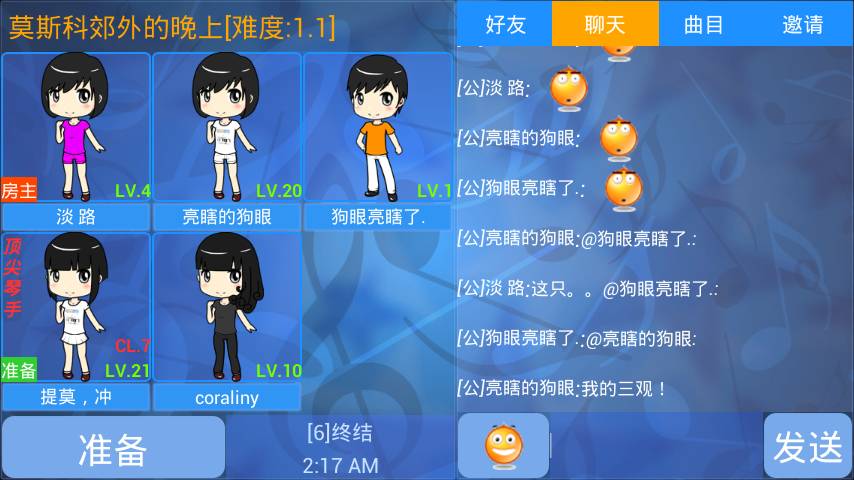 莫斯科郊外的晚上[难度:1.1]
房主
LV.4
LV.20
LV.1
淡 路
亮瞎的狗眼
狗眼亮瞎了.
顶尖琴手
CL.7
准备
LV.21
LV.10
提莫，冲
coraliny
准备
[6]终结
2:17 AM
好友
聊天
曲目
邀请
[公]淡 路:
[公]亮瞎的狗眼:
[公]狗眼亮瞎了.:
[公]亮瞎的狗眼:@狗眼亮瞎了.:
[公]淡 路:这只。。@狗眼亮瞎了.:
[公]狗眼亮瞎了.:@亮瞎的狗眼:
[公]亮瞎的狗眼:我的三观！
发送